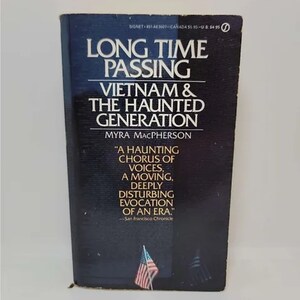 LONG TIME
PASSING
VIETNAM &
THE HAUNTED
GENERATION
MYRA MACPHERSON
"A HAUNTING
CHORUS OF
VOICES,
A MOVING,
DEEPLY
DISTURBING
EVOCATION
OF AN ERA."
—San Francisco Chronicle